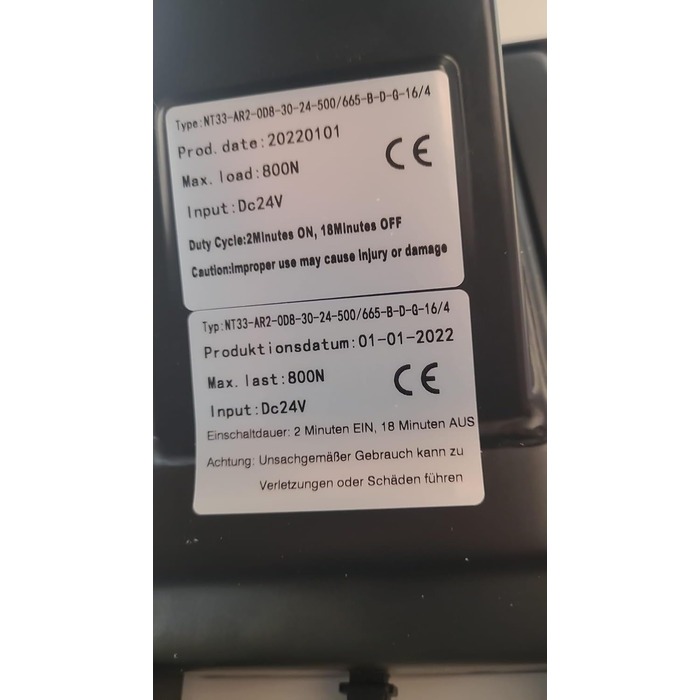 Type:NT33-AR2-0D8-30-24-500/665-B-D-G-16/4
Prod. date:20220101
Max. load:800N
CE
Input:Dc24V
Duty Cycle:2Minutes ON, 18Minutes OFF
Caution:Improper use may cause injury or damage
Typ:NT33-AR2-0D8-30-24-500/665-B-D-G-16/4
Produktionsdatum:01-01-2022
Max. last:800N
CE
Input:Dc24V
Einschaltdauer: 2 Minuten EIN, 18 Minuten AUS
Achtung: Unsachgemäßer Gebrauch kann zu
Verletzungen oder Schäden führen